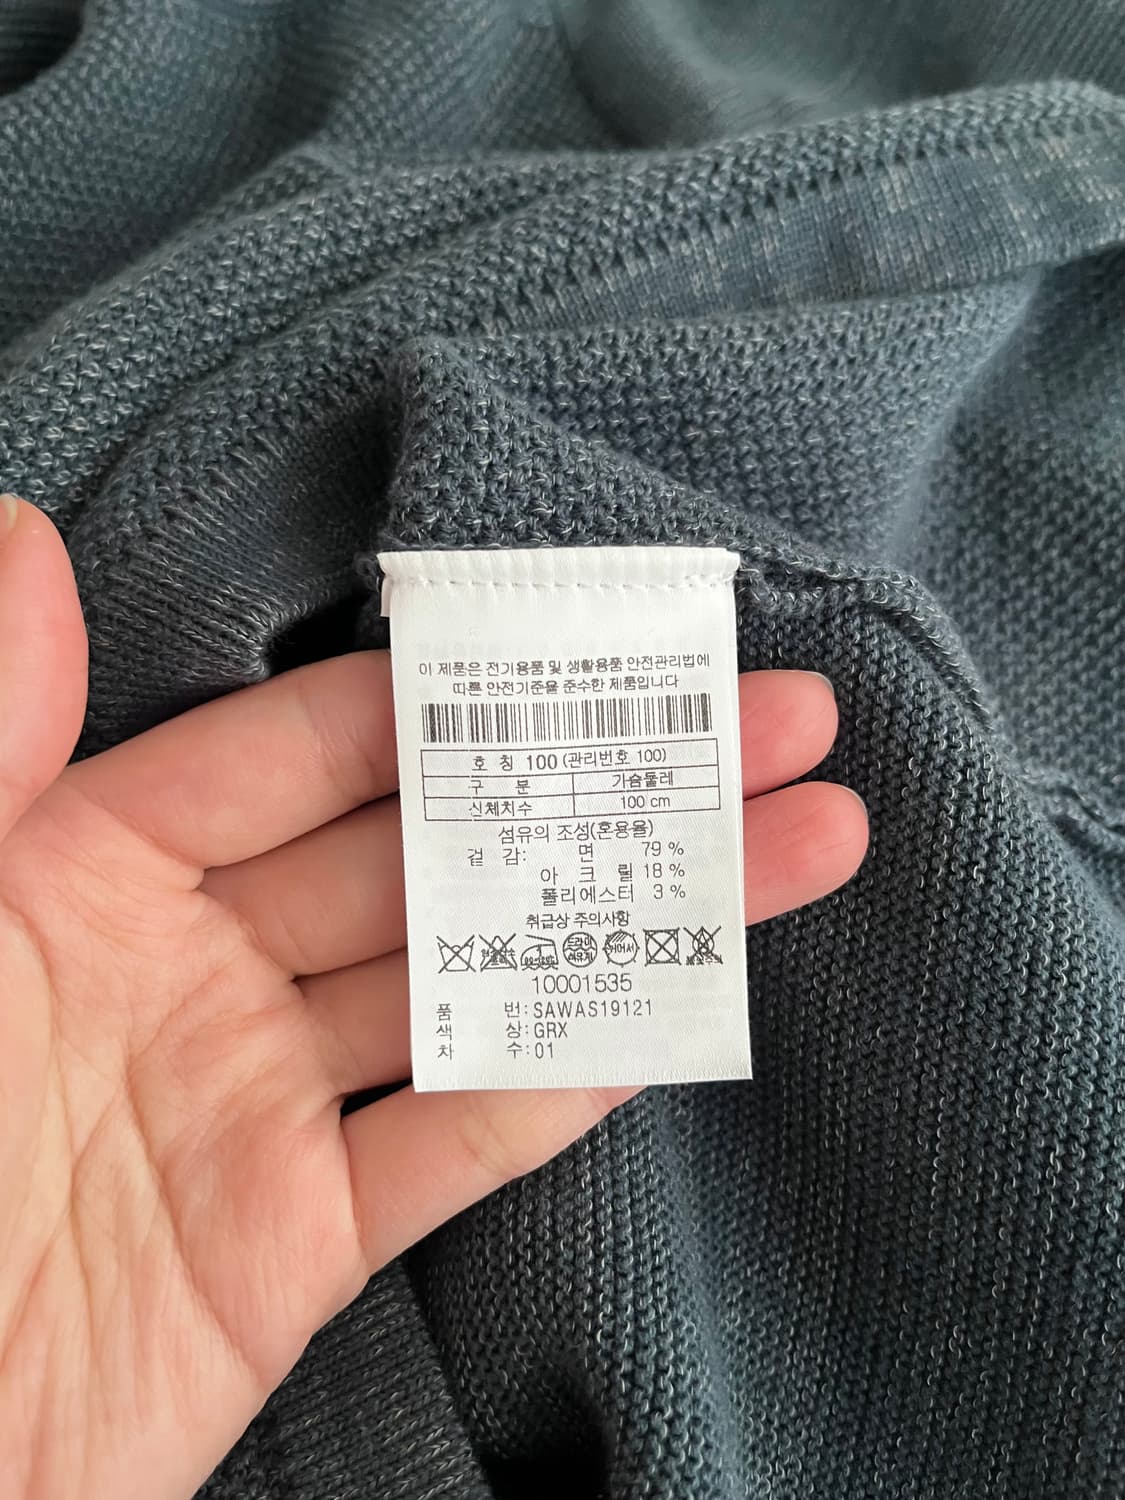 이 제품은 전기용품 및 생활용품 안전관리법에
따른 안전기준을 준수한 제품입니다
호 칭 100 (관리번호 100)
구 분 가슴둘레
신체치수 100 cm
섬유의 조성(혼용율)
겉 감: 면 79 %
아 크 릴 18 %
폴리에스터 3 %
취급상 주의사항
드라이
10001535
품 번: SAWAS19121
색 상: GRX
차 수: 01